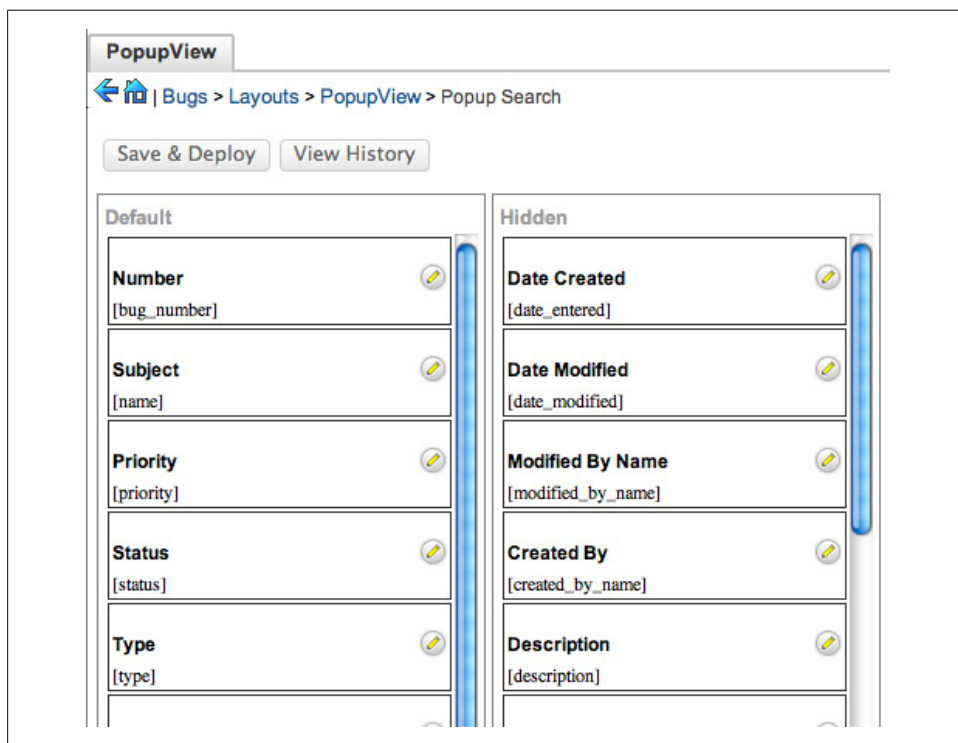 PopupView
| Bugs > Layouts > PopupView > Popup Search
Save & Deploy
View History
Default
Number
[bug_number]
Subject
[name]
Priority
[priority]
Status
[status]
Type
[type]
Hidden
Date Created
[date_entered]
Date Modified
[date_modified]
Modified By Name
[modified_by_name]
Created By
[created_by_name]
Description
[description]